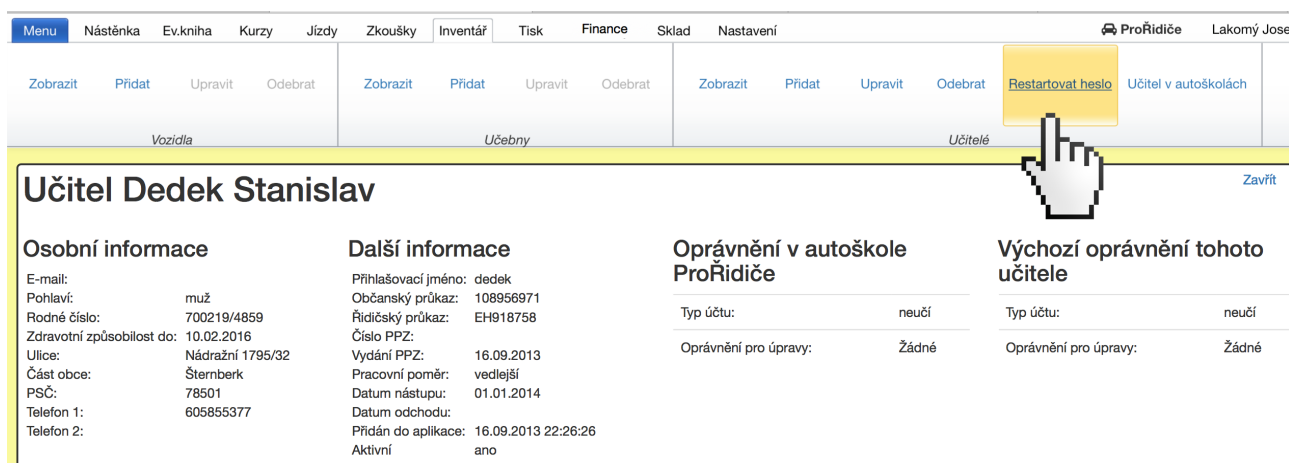 Menu Nástěnka Ev.kniha Kurzy Jízdy Zkoušky Inventář Tisk Finance Sklad Nastavení ProŘidiče Lakomý Jose
Zobrazit Přidat Upravit Odebrat Zobrazit Přidat Upravit Odebrat Zobrazit Přidat Upravit Odebrat Restartovat heslo Učitel v autoškolách
Vozidla Učebny Učitelé
Učitel Dedek Stanislav
Zavřít
Osobní informace
E-mail:
Pohlaví: muž
Rodné číslo: 700219/4859
Zdravotní způsobilost do: 10.02.2016
Ulice: Nádražní 1795/32
Část obce: Šternberk
PSČ: 78501
Telefon 1: 605855377
Telefon 2:
Další informace
Přihlašovací jméno: dedek
Občanský průkaz: 108956971
Řidičský průkaz: EH918758
Číslo PPZ:
Vydání PPZ: 16.09.2013
Pracovní poměr: vedlejší
Datum nástupu: 01.01.2014
Datum odchodu:
Přidán do aplikace: 16.09.2013 22:26:26
Aktivní ano
Oprávnění v autoškole
ProŘidiče
Typ účtu: neučí
Oprávnění pro úpravy: Žádné
Výchozí oprávnění tohoto
učitele
Typ účtu: neučí
Oprávnění pro úpravy: Žádné